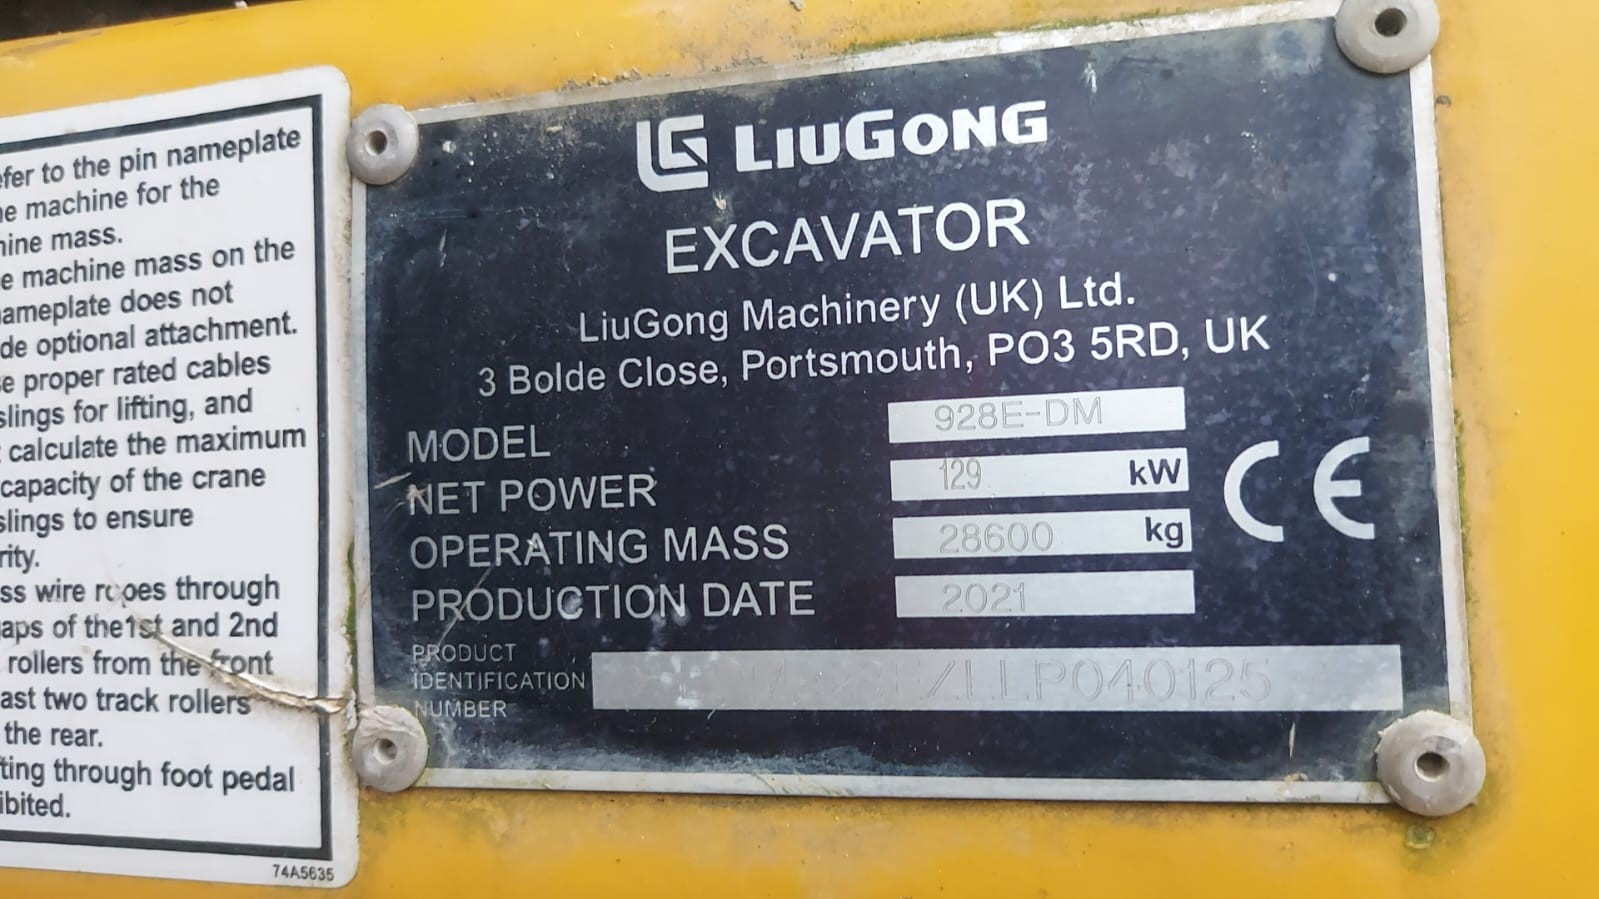 fer to the pin nameplate
e machine for the
hine mass.
e machine mass on the
ameplate does not
de optional attachment.
e proper rated cables
slings for lifting, and
calculate the maximum
capacity of the crane
slings to ensure
rity.
ss wire ropes through
aps of the1st and 2nd
rollers from the front
ast two track rollers
the rear.
ting through foot pedal
ibited.
74A5635
LG LIUGONG
EXCAVATOR
LiuGong Machinery (UK) Ltd.
3 Bolde Close, Portsmouth, PO3 5RD, UK
MODEL 928E-DM
NET POWER 129 kW
OPERATING MASS 28600 kg
PRODUCTION DATE 2021
CE
PRODUCT
IDENTIFICATION
NUMBER